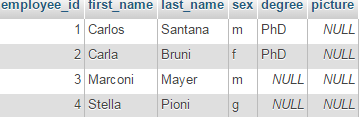 employee_id first_name last_name sex degree picture
1 Carlos Santana m PhD NULL
2 Carla Bruni f PhD NULL
3 Marconi Mayer m NULL NULL
4 Stella Pioni g NULL NULL